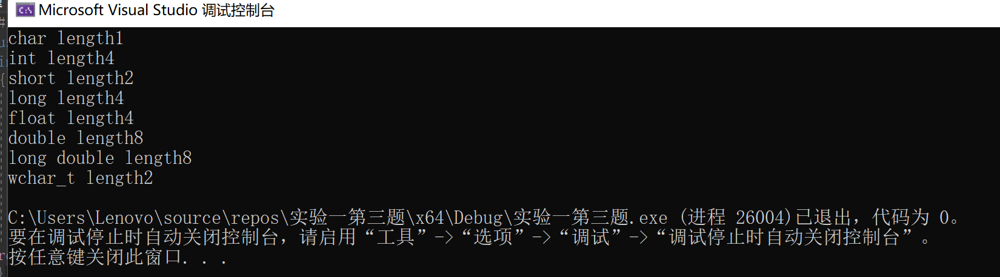 Microsoft Visual Studio 调试控制台
char length1
int length4
short length2
long length4
float length4
double length8
long double length8
wchar_t length2
C:\Users\Lenovo\source\repos\实验一第三题\x64\Debug\实验一第三题.exe (进程 26004)已退出，代码为 0。
要在调试停止时自动关闭控制台，请启用“工具”->“选项”->“调试”->“调试停止时自动关闭控制台”。
按任意键关闭此窗口. . .